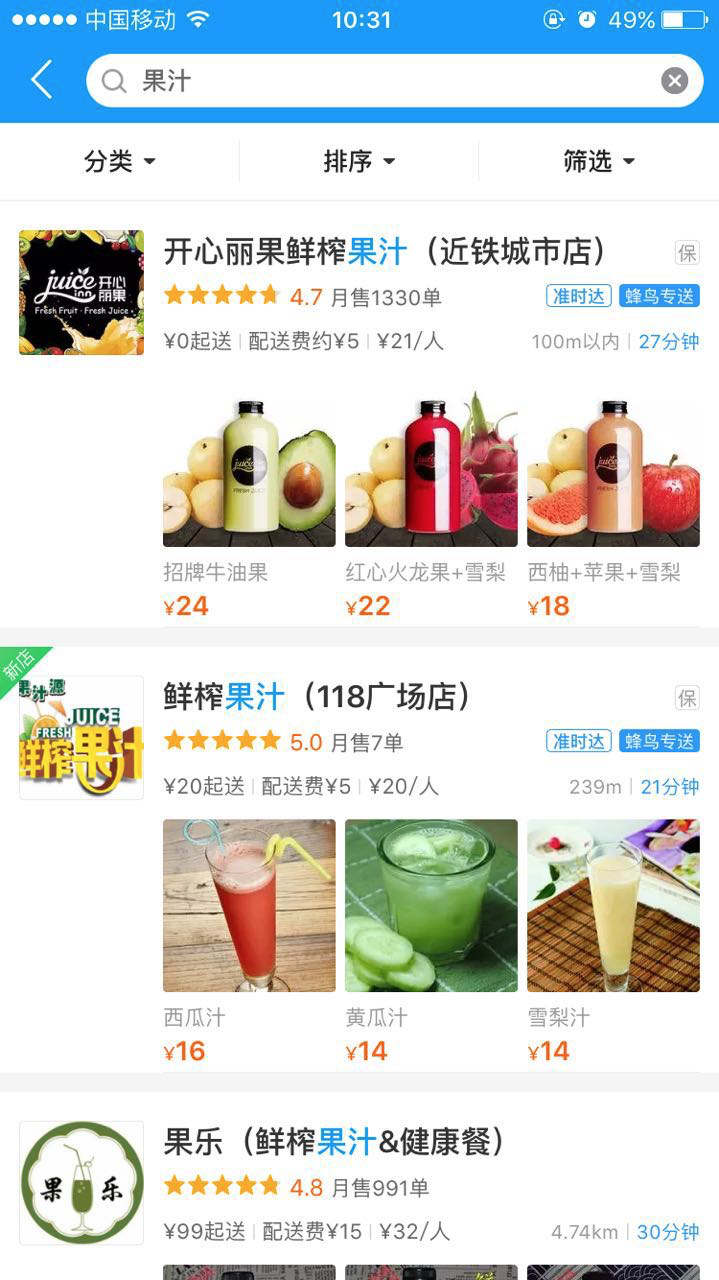 中国移动 10:31 49%
果汁
分类 排序 筛选
开心丽果鲜榨果汁（近铁城市店） 保
juice inn 开心丽果
Fresh Fruit · Fresh Juice
4.7 月售1330单 准时达 蜂鸟专送
¥0起送 配送费约¥5 ¥21/人 100m以内 27分钟
招牌牛油果 红心火龙果+雪梨 西柚+苹果+雪梨
¥24 ¥22 ¥18
新店
果汁源
JUICE
FRESH
鲜榨果汁
鲜榨果汁（118广场店） 保
5.0 月售7单 准时达 蜂鸟专送
¥20起送 配送费¥5 ¥20/人 239m 21分钟
西瓜汁 黄瓜汁 雪梨汁
¥16 ¥14 ¥14
果乐（鲜榨果汁&健康餐）
果乐
4.8 月售991单
¥99起送 配送费¥15 ¥32/人 4.74km 30分钟